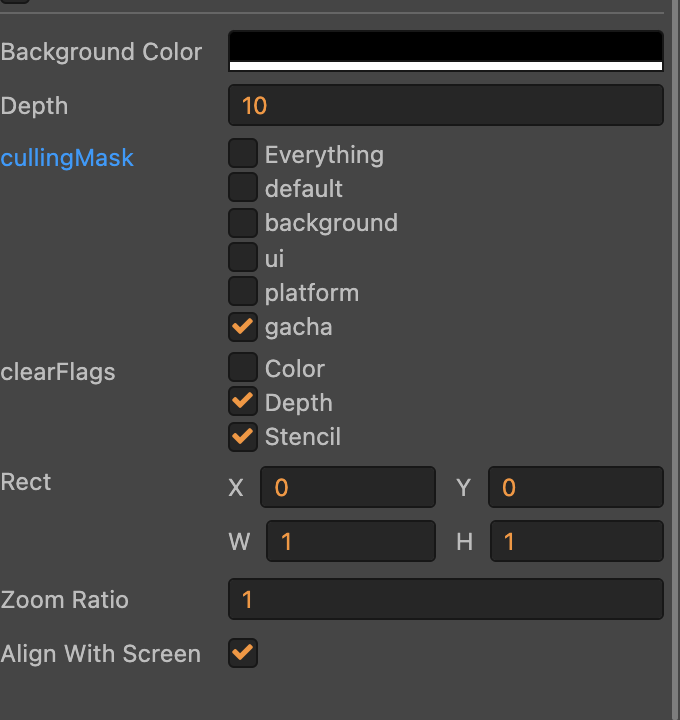 Background Color
Depth 10
cullingMask Everything
default
background
ui
platform
gacha
clearFlags Color
Depth
Stencil
Rect X 0 Y 0
W 1 H 1
Zoom Ratio 1
Align With Screen